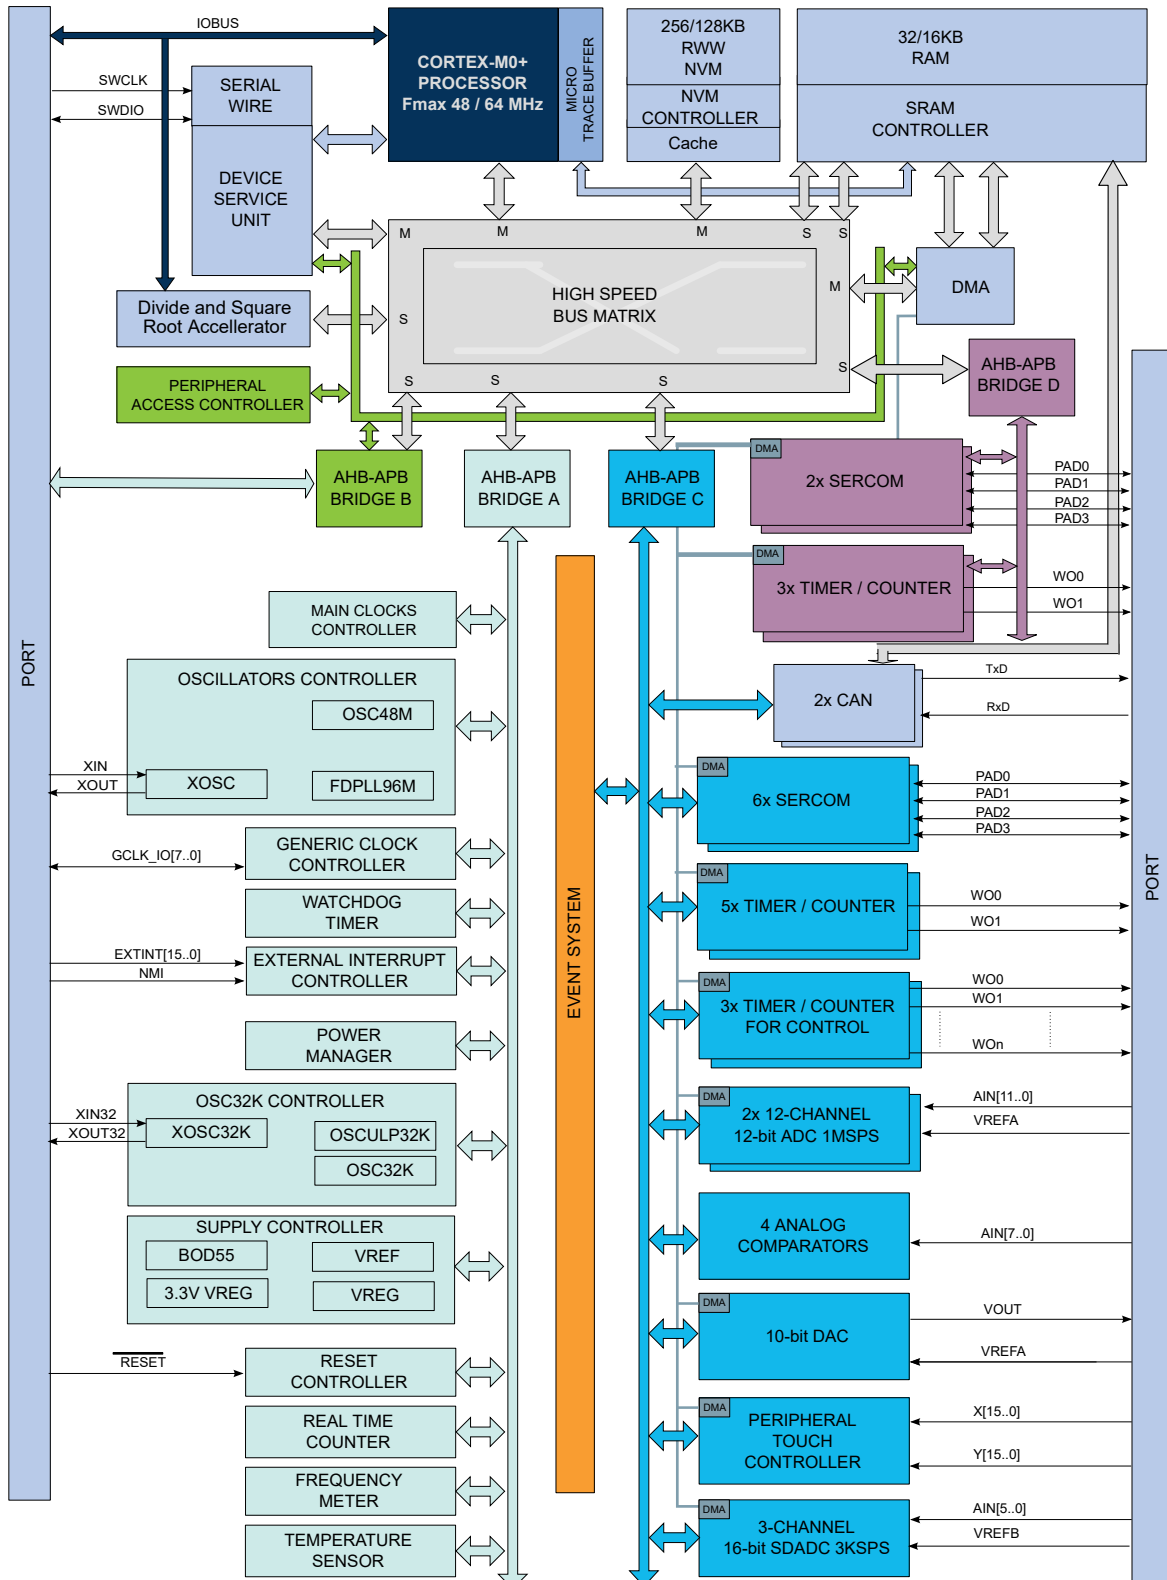 IOBUS
SWCLK
SWDIO
SERIAL
WIRE
DEVICE
SERVICE
UNIT
CORTEX-M0+
PROCESSOR
Fmax 48 / 64 MHz
MICRO
TRACE BUFFER
256/128KB
RWW
NVM
NVM
CONTROLLER
Cache
32/16KB
RAM
SRAM
CONTROLLER
M
M
M
S
S
HIGH SPEED
BUS MATRIX
M
S
S
S
S
S
DMA
Divide and Square
Root Accellerator
PERIPHERAL
ACCESS CONTROLLER
AHB-APB
BRIDGE B
AHB-APB
BRIDGE A
AHB-APB
BRIDGE C
AHB-APB
BRIDGE D
DMA
2x SERCOM
PAD0
PAD1
PAD2
PAD3
DMA
3x TIMER / COUNTER
WO0
WO1
PORT
PORT
EVENT SYSTEM
MAIN CLOCKS
CONTROLLER
OSCILLATORS CONTROLLER
OSC48M
XOSC
FDPLL96M
XIN
XOUT
GENERIC CLOCK
CONTROLLER
GCLK_IO[7..0]
WATCHDOG
TIMER
EXTINT[15..0]
NMI
EXTERNAL INTERRUPT
CONTROLLER
POWER
MANAGER
OSC32K CONTROLLER
XIN32
XOUT32
XOSC32K
OSCULP32K
OSC32K
SUPPLY CONTROLLER
BOD55
VREF
3.3V VREG
VREG
RESET
RESET
CONTROLLER
REAL TIME
COUNTER
FREQUENCY
METER
TEMPERATURE
SENSOR
2x CAN
TxD
RxD
DMA
6x SERCOM
PAD0
PAD1
PAD2
PAD3
DMA
5x TIMER / COUNTER
WO0
WO1
DMA
3x TIMER / COUNTER
FOR CONTROL
WO0
WO1
WOn
DMA
2x 12-CHANNEL
12-bit ADC 1MSPS
AIN[11..0]
VREFA
4 ANALOG
COMPARATORS
AIN[7..0]
DMA
10-bit DAC
VOUT
VREFA
DMA
PERIPHERAL
TOUCH
CONTROLLER
X[15..0]
Y[15..0]
DMA
3-CHANNEL
16-bit SDADC 3KSPS
AIN[5..0]
VREFB